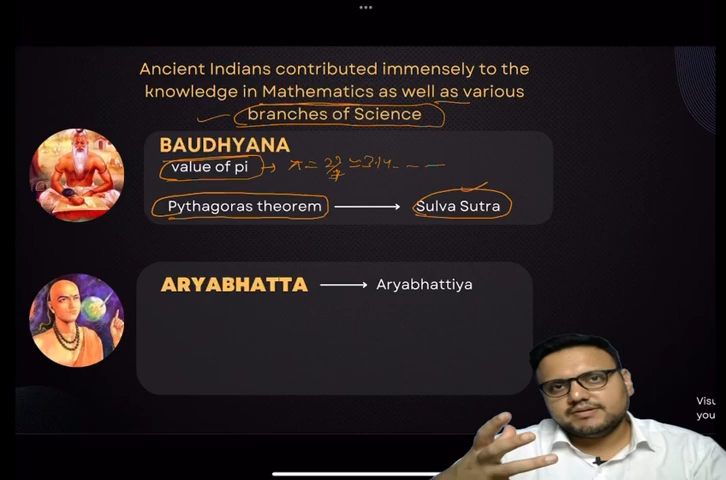 Ancient Indians contributed immensely to the
knowledge in Mathematics as well as various
branches of Science
BAUDHYANA
value of pi → π = 22/7 ≈ 3.14 - - -
Pythagoras theorem → Sulva Sutra
ARYABHATTA → Aryabhattiya
you